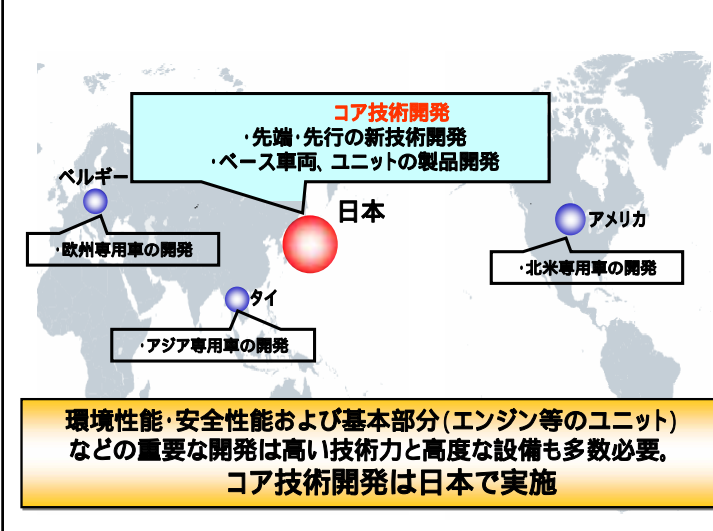 コア技術開発
・先端・先行の新技術開発
・ベース車両、ユニットの製品開発
ベルギー
日本
アメリカ
・欧州専用車の開発
・北米専用車の開発
タイ
・アジア専用車の開発
環境性能・安全性能および基本部分(エンジン等のユニット)
などの重要な開発は高い技術力と高度な設備も多数必要。
コア技術開発は日本で実施